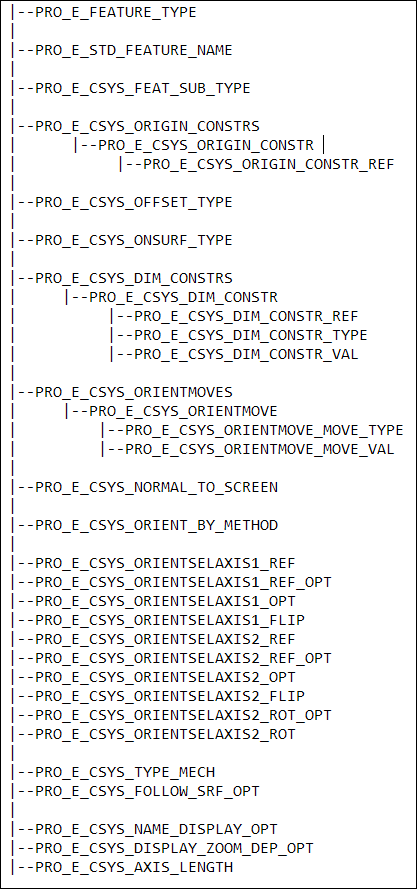 |--PRO_E_FEATURE_TYPE
|
|--PRO_E_STD_FEATURE_NAME
|
|--PRO_E_CSYS_FEAT_SUB_TYPE
|
|--PRO_E_CSYS_ORIGIN_CONSTRS
|       |--PRO_E_CSYS_ORIGIN_CONSTR |
|            |--PRO_E_CSYS_ORIGIN_CONSTR_REF
|
|--PRO_E_CSYS_OFFSET_TYPE
|
|--PRO_E_CSYS_ONSURF_TYPE
|
|--PRO_E_CSYS_DIM_CONSTRS
|      |--PRO_E_CSYS_DIM_CONSTR
|           |--PRO_E_CSYS_DIM_CONSTR_REF
|           |--PRO_E_CSYS_DIM_CONSTR_TYPE
|           |--PRO_E_CSYS_DIM_CONSTR_VAL
|
|--PRO_E_CSYS_ORIENTMOVES
|      |--PRO_E_CSYS_ORIENTMOVE
|          |--PRO_E_CSYS_ORIENTMOVE_MOVE_TYPE
|          |--PRO_E_CSYS_ORIENTMOVE_MOVE_VAL
|
|--PRO_E_CSYS_NORMAL_TO_SCREEN
|
|--PRO_E_CSYS_ORIENT_BY_METHOD
|
|--PRO_E_CSYS_ORIENTSELAXIS1_REF
|--PRO_E_CSYS_ORIENTSELAXIS1_REF_OPT
|--PRO_E_CSYS_ORIENTSELAXIS1_OPT
|--PRO_E_CSYS_ORIENTSELAXIS1_FLIP
|--PRO_E_CSYS_ORIENTSELAXIS2_REF
|--PRO_E_CSYS_ORIENTSELAXIS2_REF_OPT
|--PRO_E_CSYS_ORIENTSELAXIS2_OPT
|--PRO_E_CSYS_ORIENTSELAXIS2_FLIP
|--PRO_E_CSYS_ORIENTSELAXIS2_ROT_OPT
|--PRO_E_CSYS_ORIENTSELAXIS2_ROT
|
|--PRO_E_CSYS_TYPE_MECH
|--PRO_E_CSYS_FOLLOW_SRF_OPT
|
|--PRO_E_CSYS_NAME_DISPLAY_OPT
|--PRO_E_CSYS_DISPLAY_ZOOM_DEP_OPT
|--PRO_E_CSYS_AXIS_LENGTH